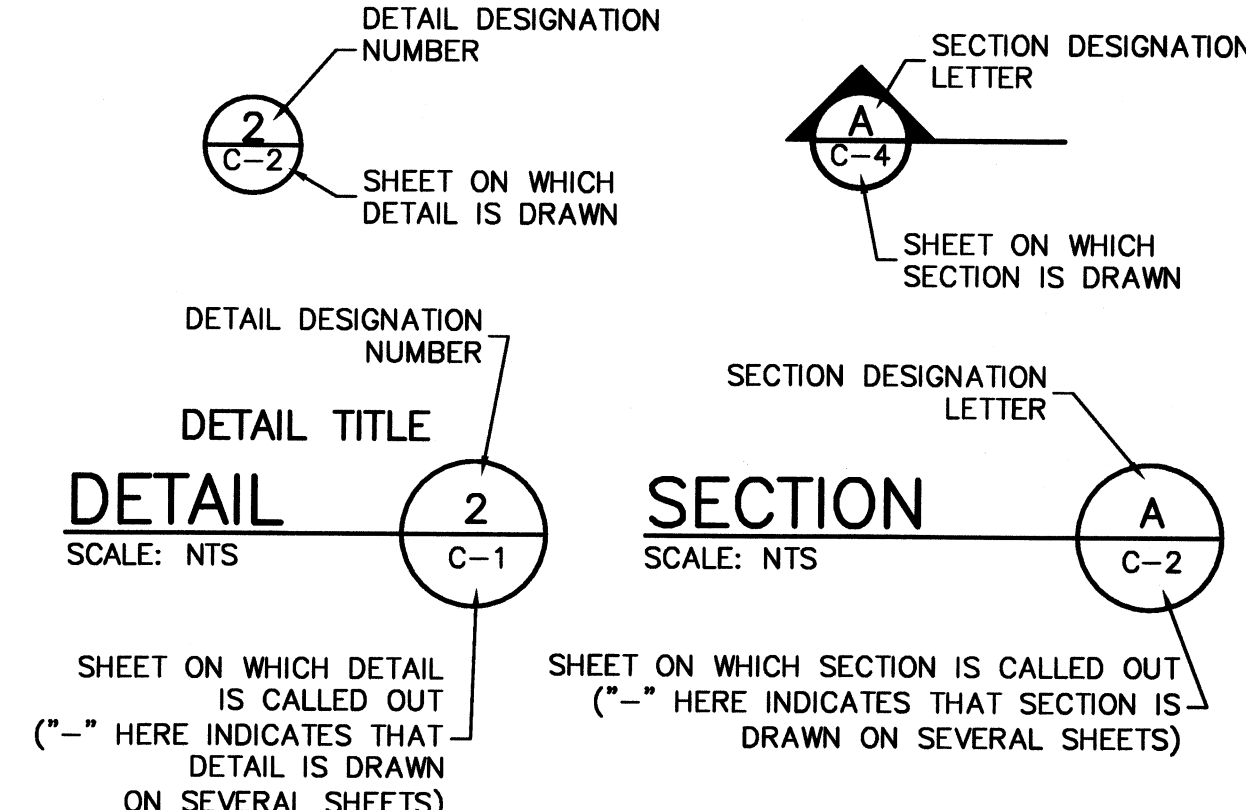 DETAIL DESIGNATION
NUMBER
2
C-2
SHEET ON WHICH
DETAIL IS DRAWN
SECTION DESIGNATION
LETTER
A
C-4
SHEET ON WHICH
SECTION IS DRAWN
DETAIL DESIGNATION
NUMBER
DETAIL TITLE
DETAIL
SCALE: NTS
2
C-1
SHEET ON WHICH DETAIL
IS CALLED OUT
("-" HERE INDICATES THAT
DETAIL IS DRAWN
ON SEVERAL SHEETS)
SECTION DESIGNATION
LETTER
SECTION
SCALE: NTS
A
C-2
SHEET ON WHICH SECTION IS CALLED OUT
("-" HERE INDICATES THAT SECTION IS
DRAWN ON SEVERAL SHEETS)